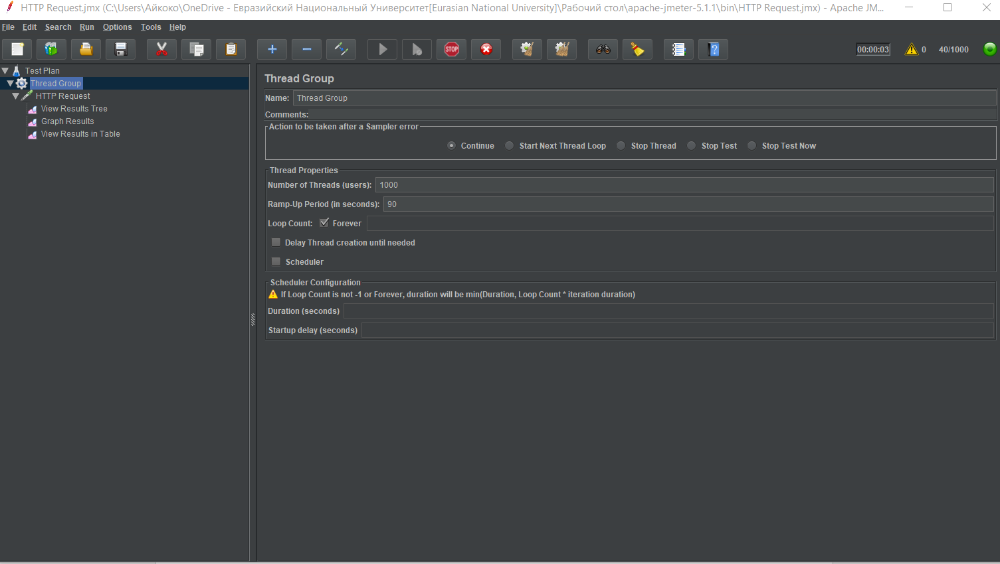 HTTP Request.jmx (C:\Users\Айкоко\OneDrive - Евразийский Национальный Университет[Eurasian National University]\Рабочий стол\apache-jmeter-5.1.1\bin\HTTP Request.jmx) - Apache JM...
File Edit Search Run Options Tools Help
STOP
00:00:03 0 40/1000
Test Plan
Thread Group
HTTP Request
View Results Tree
Graph Results
View Results in Table
Thread Group
Name: Thread Group
Comments:
Action to be taken after a Sampler error
Continue Start Next Thread Loop Stop Thread Stop Test Stop Test Now
Thread Properties
Number of Threads (users): 1000
Ramp-Up Period (in seconds): 90
Loop Count: Forever
Delay Thread creation until needed
Scheduler
Scheduler Configuration
If Loop Count is not -1 or Forever, duration will be min(Duration, Loop Count * iteration duration)
Duration (seconds)
Startup delay (seconds)